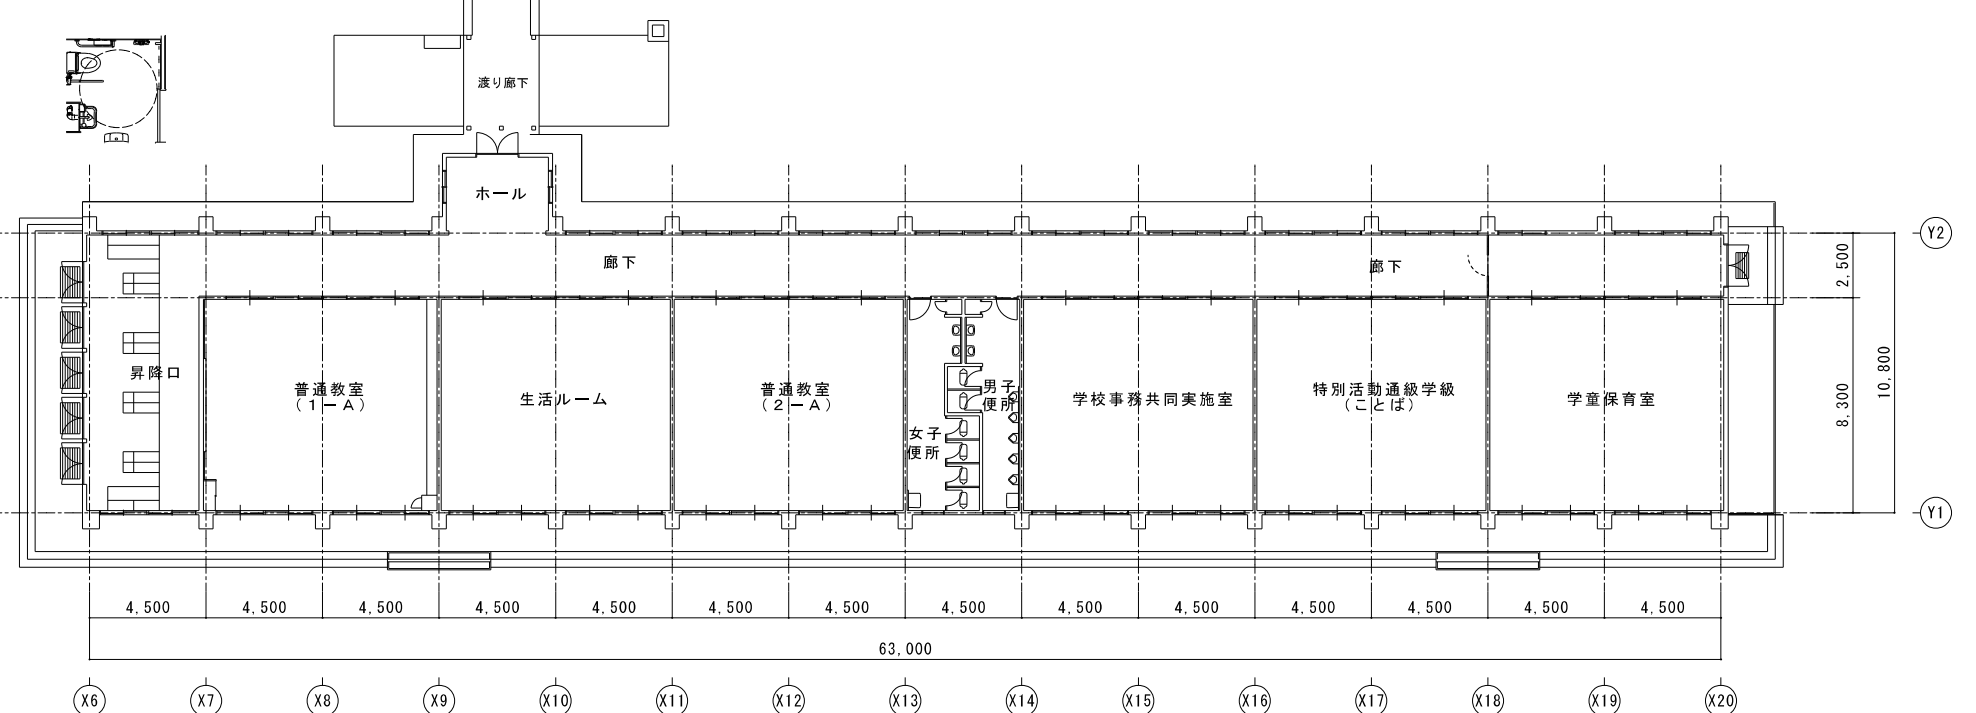 渡り廊下
ホール
Y2
廊下
廊下
2,500
昇降口
普通教室
(1－A)
生活ルーム
普通教室
(2－A)
女子
便所
男子
便所
学校事務共同実施室
特別活動通級学級
(ことば)
学童保育室
8,300
10,800
Y1
4,500 4,500 4,500 4,500 4,500 4,500 4,500 4,500 4,500 4,500 4,500 4,500 4,500 4,500
63,000
X6 X7 X8 X9 X10 X11 X12 X13 X14 X15 X16 X17 X18 X19 X20